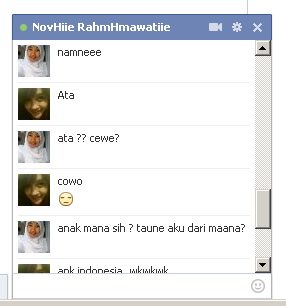 NovHiie RahmHmawatiie
namneee
Ata
ata ?? cewe?
cowo
anak mana sih ? taune aku dari maana?
ank indonesia wkwkwk